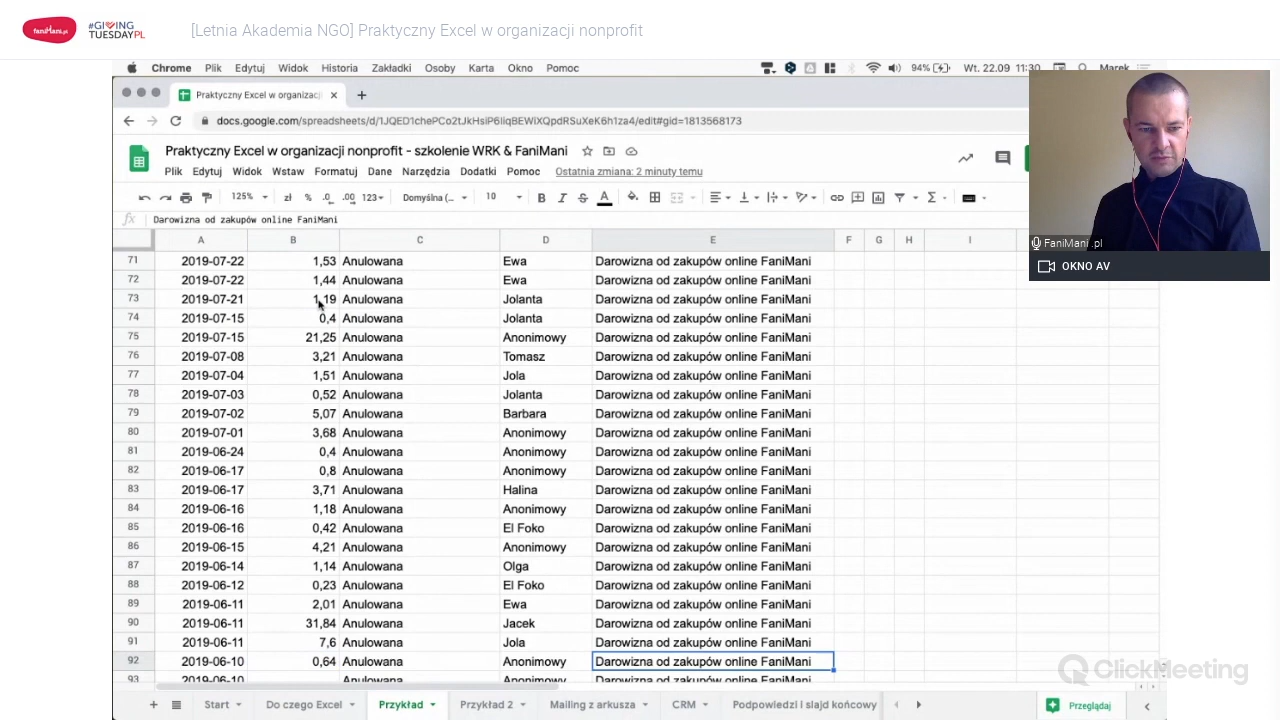 faniMani.pl
#GIVING
TUESDAYPL
[Letnia Akademia NGO] Praktyczny Excel w organizacji nonprofit
Chrome Plik Edytuj Widok Historia Zakładki Osoby Karta Okno Pomoc 94% Wt. 22.09 11:30 Marek
Praktyczny Excel w organizacj
docs.google.com/spreadsheets/d/1JQED1chePCo2tJkHsiP6IiqBEWiXQpdRSuXeK6h1za4/edit#gid=1813568173
Praktyczny Excel w organizacji nonprofit - szkolenie WRK & FaniMani
Plik Edytuj Widok Wstaw Formatuj Dane Narzędzia Dodatki Pomoc Ostatnia zmiana: 2 minuty temu
125% zł % .0 .00 123 Domyślna (... 10 B I S A Σ
fx Darowizna od zakupów online FaniMani
A B C D E F G H I
71 2019-07-22 1,53 Anulowana Ewa Darowizna od zakupów online FaniMani
72 2019-07-22 1,44 Anulowana Ewa Darowizna od zakupów online FaniMani
73 2019-07-21 1,19 Anulowana Jolanta Darowizna od zakupów online FaniMani
74 2019-07-15 0,4 Anulowana Jolanta Darowizna od zakupów online FaniMani
75 2019-07-15 21,25 Anulowana Anonimowy Darowizna od zakupów online FaniMani
76 2019-07-08 3,21 Anulowana Tomasz Darowizna od zakupów online FaniMani
77 2019-07-04 1,51 Anulowana Jola Darowizna od zakupów online FaniMani
78 2019-07-03 0,52 Anulowana Jolanta Darowizna od zakupów online FaniMani
79 2019-07-02 5,07 Anulowana Barbara Darowizna od zakupów online FaniMani
80 2019-07-01 3,68 Anulowana Anonimowy Darowizna od zakupów online FaniMani
81 2019-06-24 0,4 Anulowana Anonimowy Darowizna od zakupów online FaniMani
82 2019-06-17 0,8 Anulowana Anonimowy Darowizna od zakupów online FaniMani
83 2019-06-17 3,71 Anulowana Halina Darowizna od zakupów online FaniMani
84 2019-06-16 1,18 Anulowana Anonimowy Darowizna od zakupów online FaniMani
85 2019-06-16 0,42 Anulowana El Foko Darowizna od zakupów online FaniMani
86 2019-06-15 4,21 Anulowana Anonimowy Darowizna od zakupów online FaniMani
87 2019-06-14 1,14 Anulowana Olga Darowizna od zakupów online FaniMani
88 2019-06-12 0,23 Anulowana El Foko Darowizna od zakupów online FaniMani
89 2019-06-11 2,01 Anulowana Ewa Darowizna od zakupów online FaniMani
90 2019-06-11 31,84 Anulowana Jacek Darowizna od zakupów online FaniMani
91 2019-06-11 7,6 Anulowana Jola Darowizna od zakupów online FaniMani
92 2019-06-10 0,64 Anulowana Anonimowy Darowizna od zakupów online FaniMani
93 2019-06-10 Anulowana Anonimowy Darowizna od zakupów online FaniMani
Start Do czego Excel Przykład Przykład 2 Mailing z arkusza CRM Podpowiedzi i slajd końcowy Przeglądaj
FaniMani .pl
OKNO AV
ClickMeeting